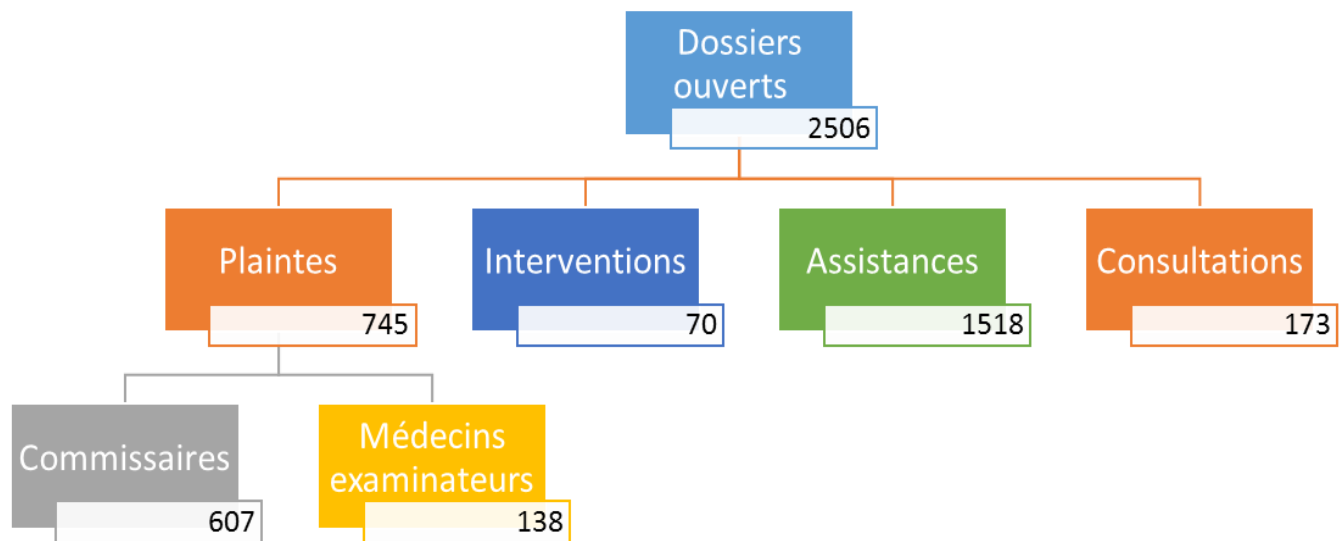 Dossiers
ouverts
2506
Plaintes
745
Interventions
70
Assistances
1518
Consultations
173
Commissaires
607
Médecins
examinateurs
138